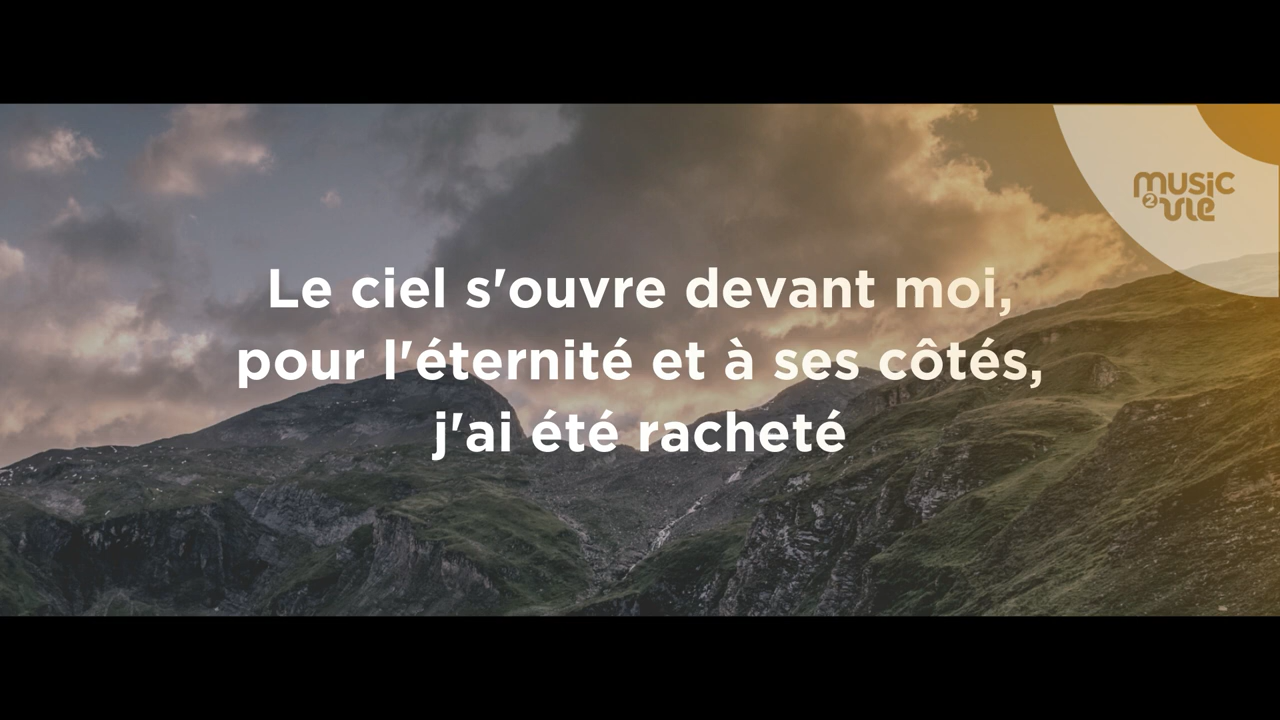 music
2 vie
Le ciel s'ouvre devant moi,
pour l'éternité et à ses côtés,
j'ai été racheté